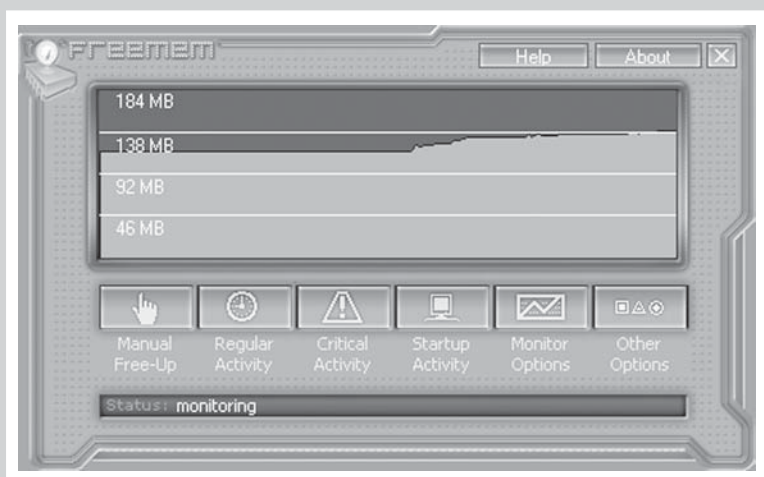 Freemem
Help
About
184 MB
138 MB
92 MB
46 MB
Manual
Free-Up
Regular
Activity
Critical
Activity
Startup
Activity
Monitor
Options
Other
Options
Status: monitoring